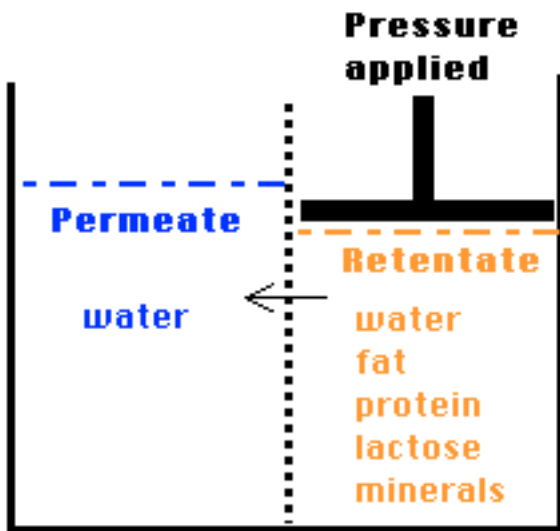 Pressure
applied
Permeate
water
Retentate
water
fat
protein
lactose
minerals